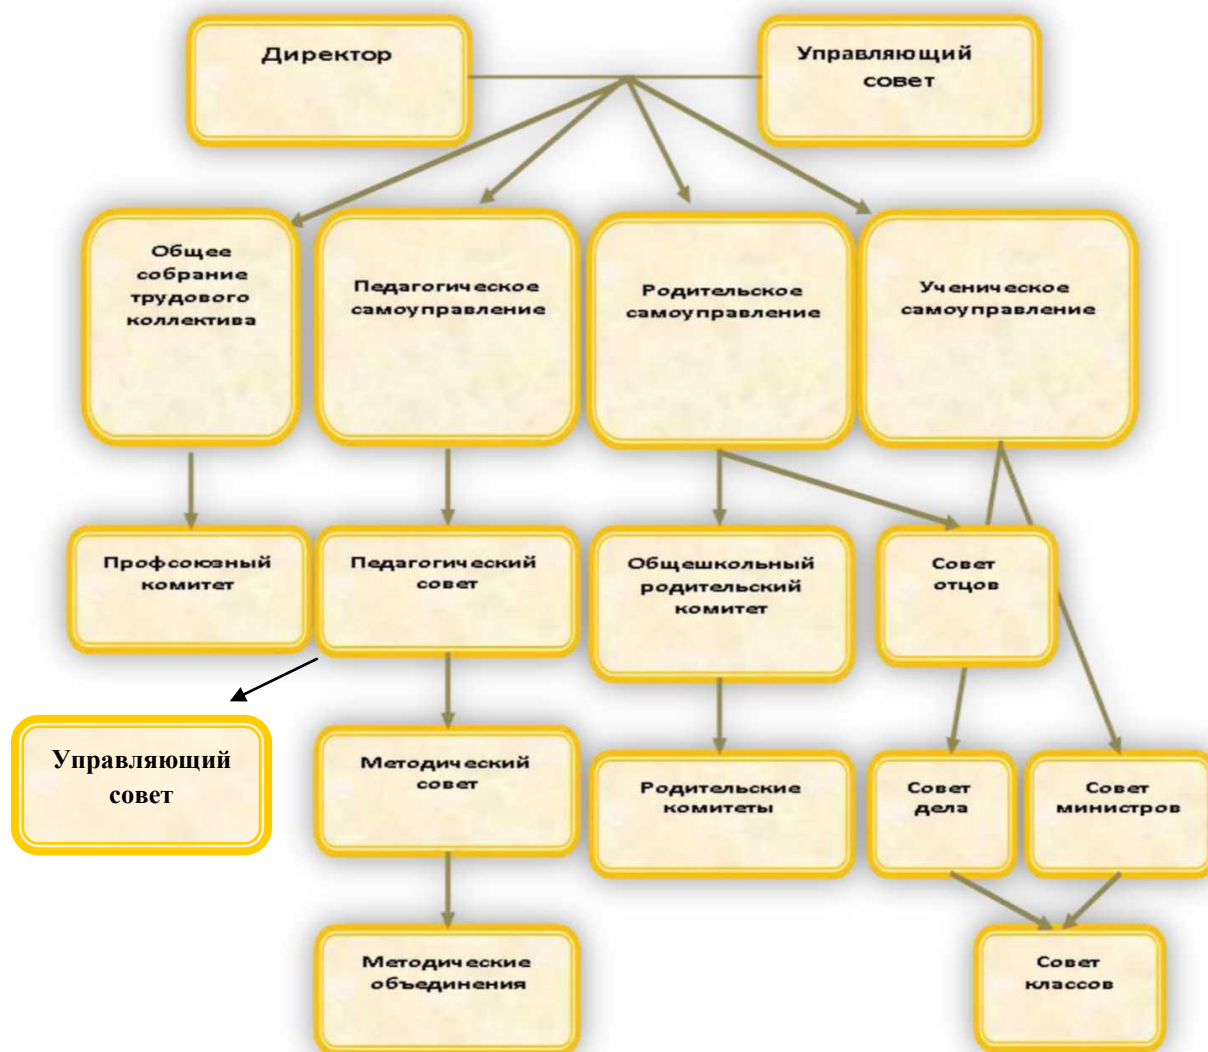 Директор
Управляющий
совет
Общее
собрание
трудового
коллектива
Педагогическое
самоуправление
Родительское
самоуправление
Ученическое
самоуправление
Профсоюзный
комитет
Педагогический
совет
Общешкольный
родительский
комитет
Совет
отцов
Управляющий
совет
Методический
совет
Родительские
комитеты
Совет
дела
Совет
министров
Методические
объединения
Совет
классов